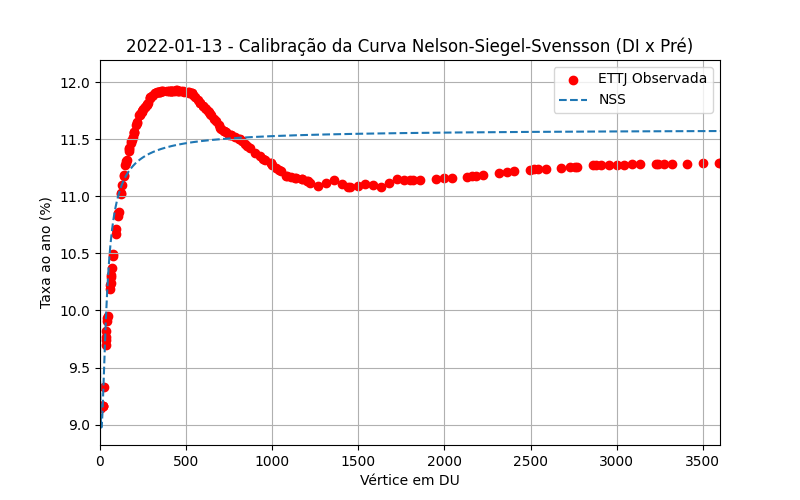 2022-01-13 - Calibração da Curva Nelson-Siegel-Svensson (DI x Pré)
ETTJ Observada
NSS
Taxa ao ano (%)
12.0
11.5
11.0
10.5
10.0
9.5
9.0
0 500 1000 1500 2000 2500 3000 3500
Vértice em DU